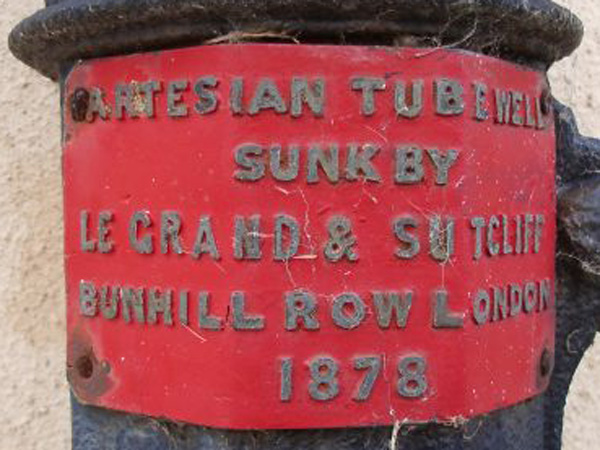 ARTESIAN TUBE WELL
SUNK BY
LE GRAND & SUTCLIFF
BUNHILL ROW LONDON
1878